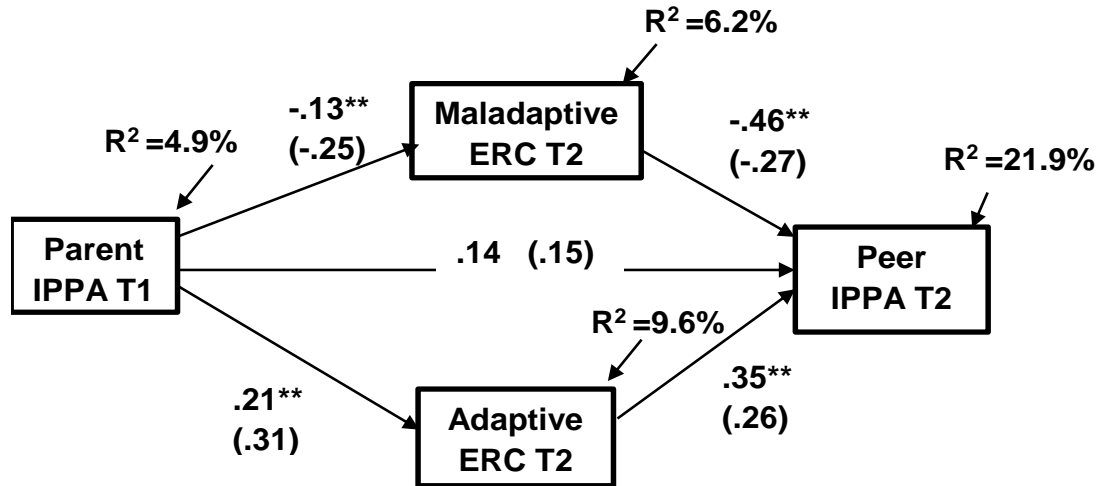 R² =6.2%
-.13**
(-.25)
Maladaptive
ERC T2
-.46**
(-.27)
R² =4.9%
R² =21.9%
Parent
IPPA T1
.14 (.15)
Peer
IPPA T2
R² =9.6%
.21**
(.31)
Adaptive
ERC T2
.35**
(.26)